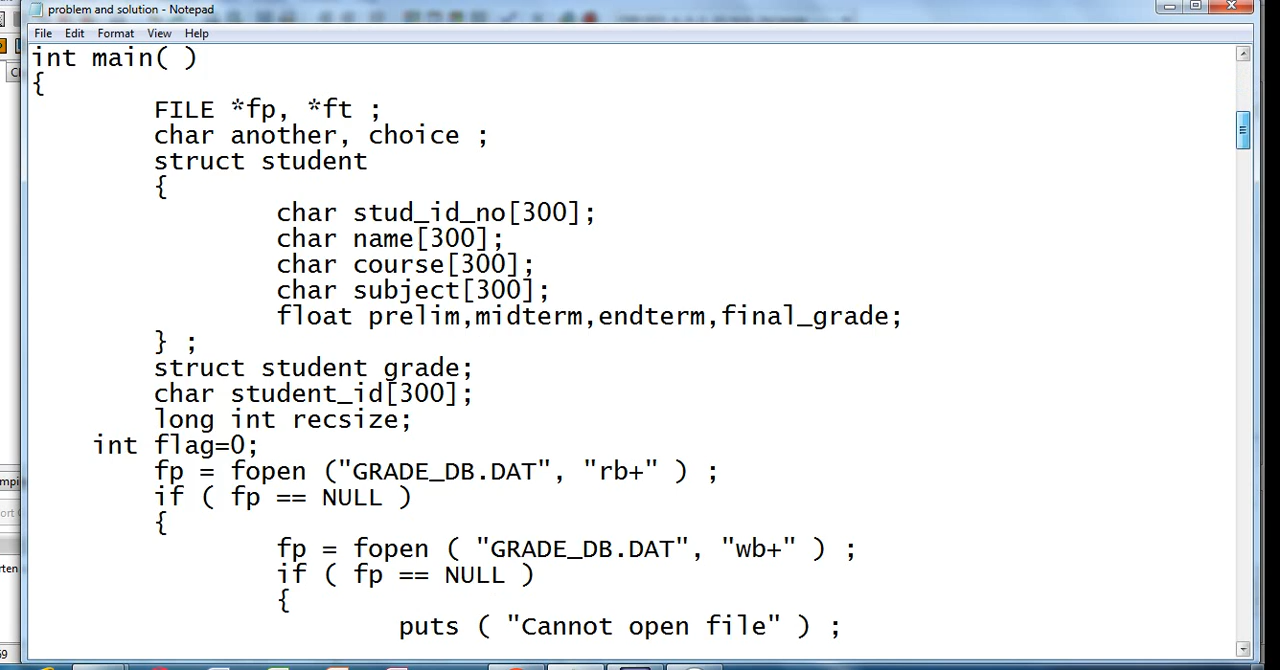 problem and solution - Notepad
File Edit Format View Help
int main( )
{
FILE *fp, *ft ;
char another, choice ;
struct student
{
char stud_id_no[300];
char name[300];
char course[300];
char subject[300];
float prelim,midterm,endterm,final_grade;
} ;
struct student grade;
char student_id[300];
long int recsize;
int flag=0;
fp = fopen ("GRADE_DB.DAT", "rb+" ) ;
if ( fp == NULL )
{
fp = fopen ( "GRADE_DB.DAT", "wb+" ) ;
if ( fp == NULL )
{
puts ( "Cannot open file" ) ;